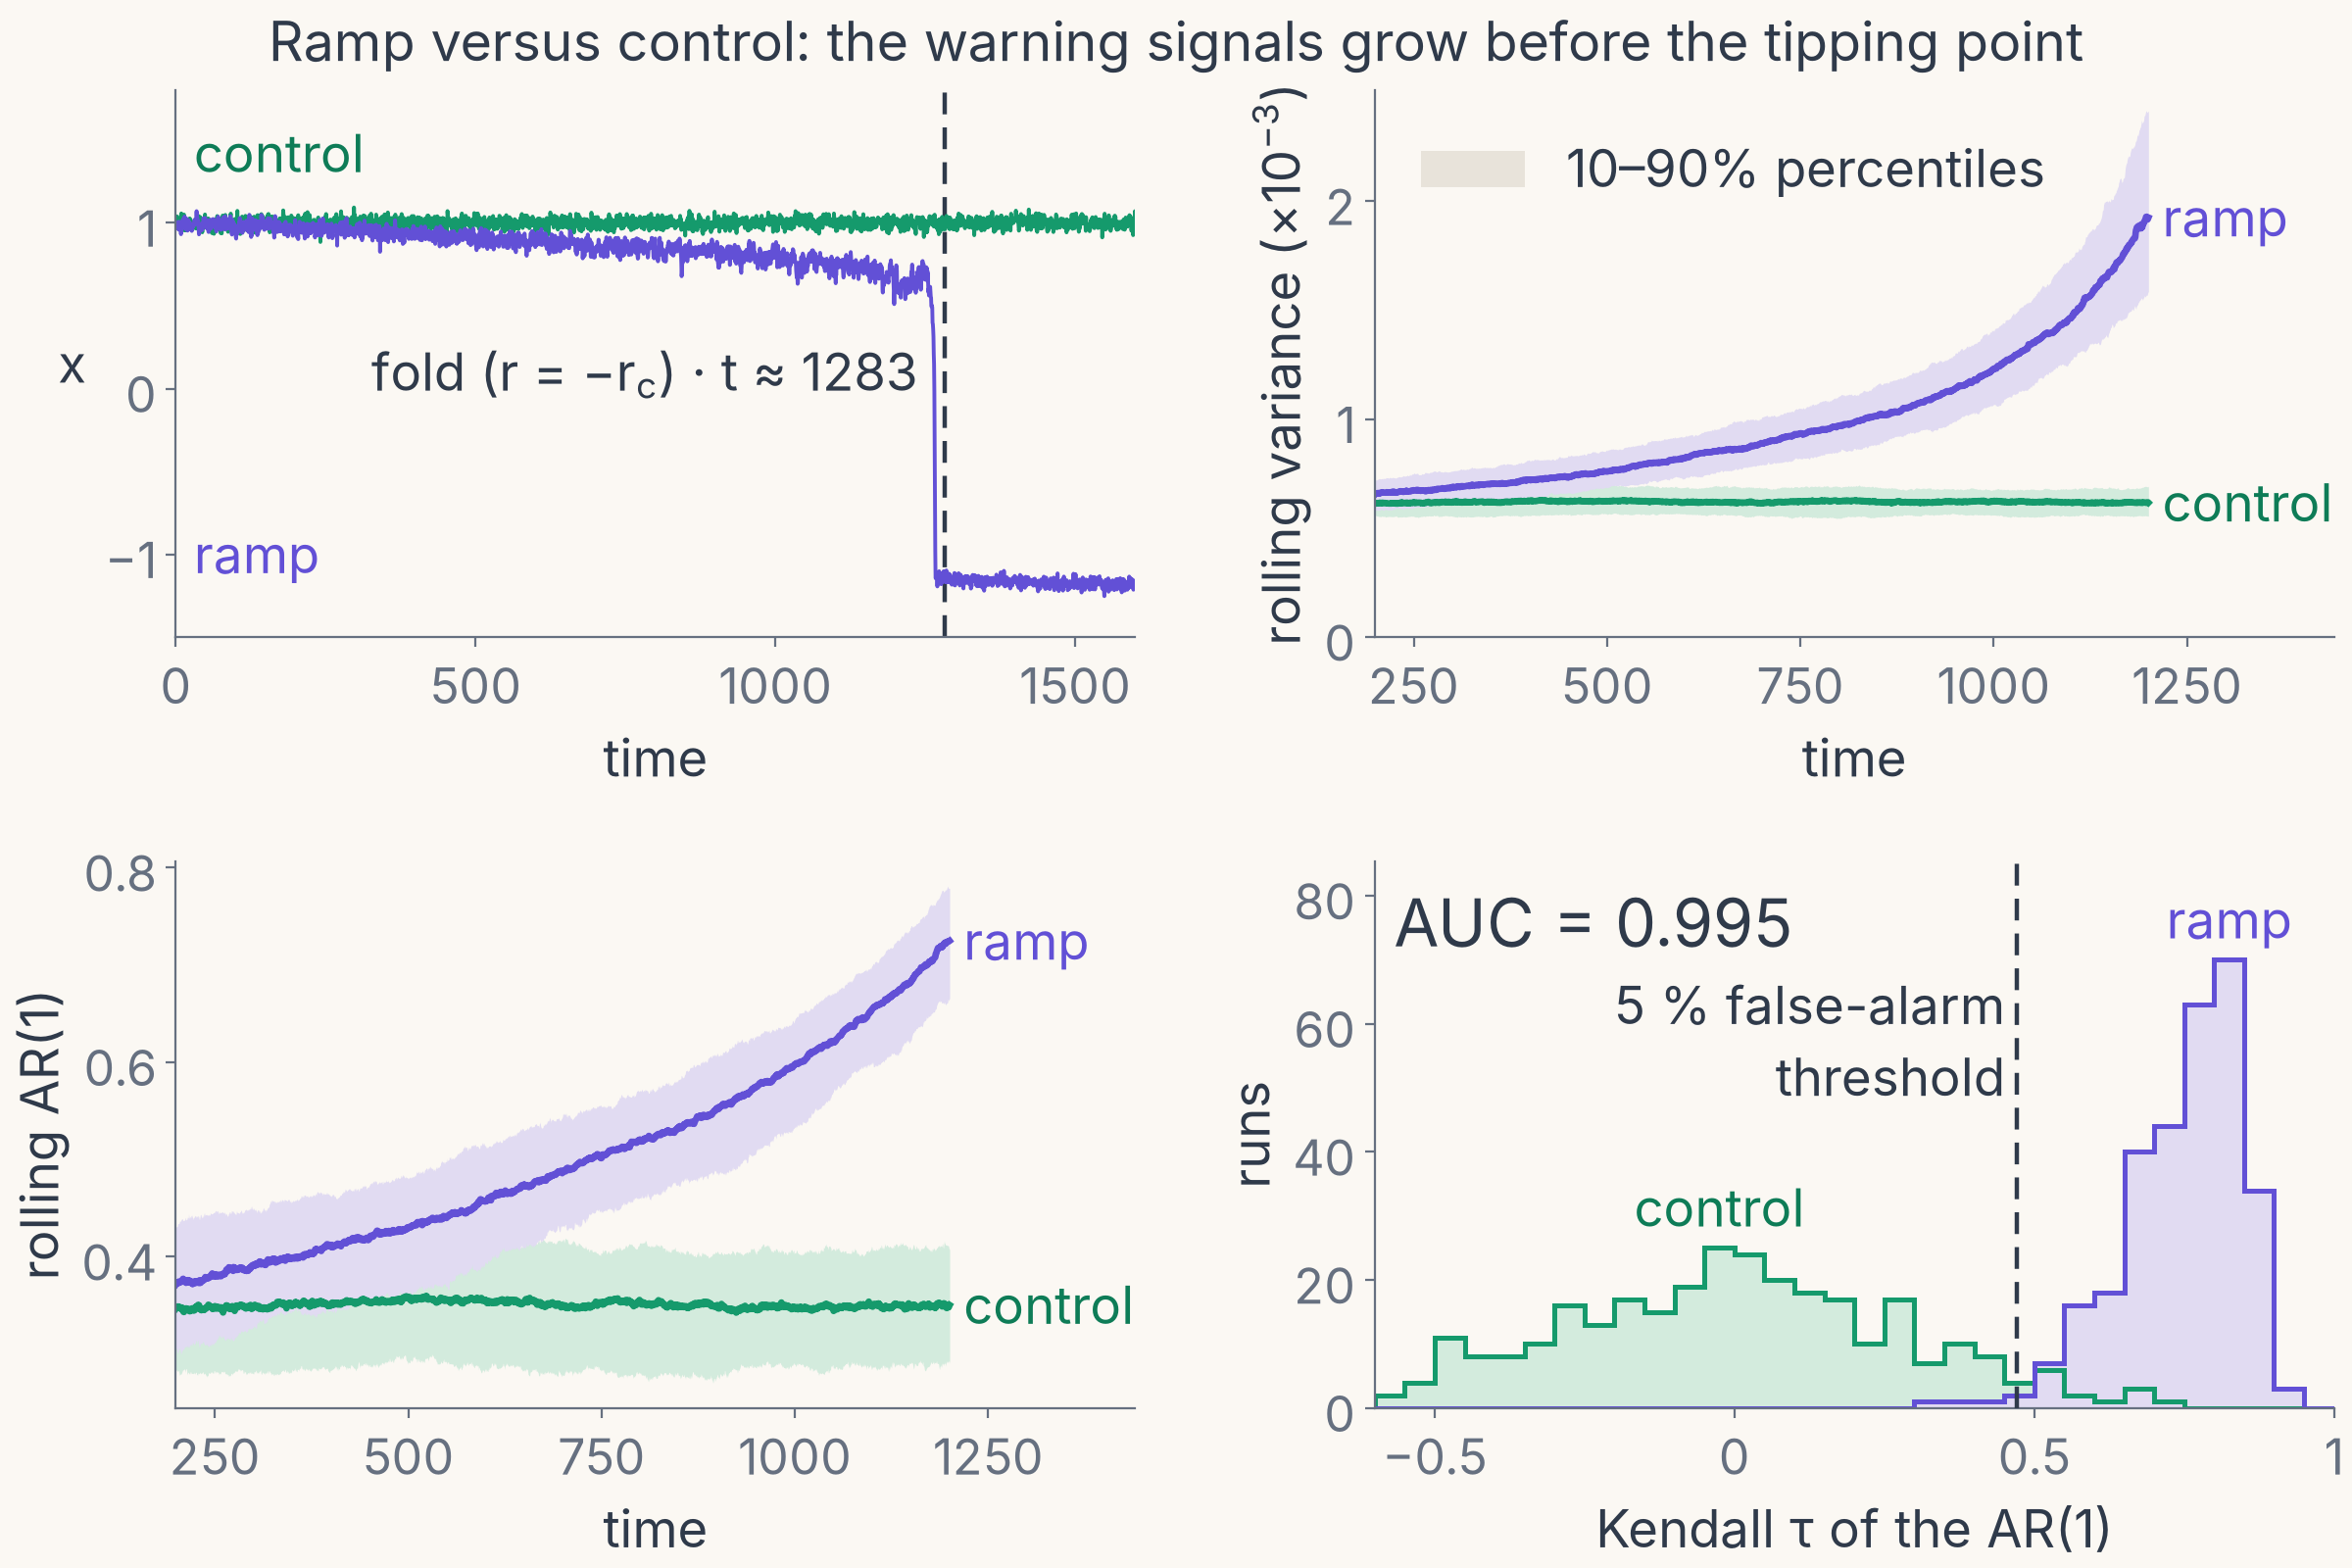 Ramp versus control: the warning signals grow before the tipping point
control
1
0
−1
x
fold (r = −r_c) · t ≈ 1283
ramp
0 500 1000 1500
time
rolling variance (×10⁻³)
2
1
0
10–90% percentiles
ramp
control
250 500 750 1000 1250
time
rolling AR(1)
0.8
0.6
0.4
ramp
control
250 500 750 1000 1250
time
runs
80
60
40
20
0
AUC = 0.995
ramp
5 % false-alarm
threshold
control
−0.5 0 0.5 1
Kendall τ of the AR(1)